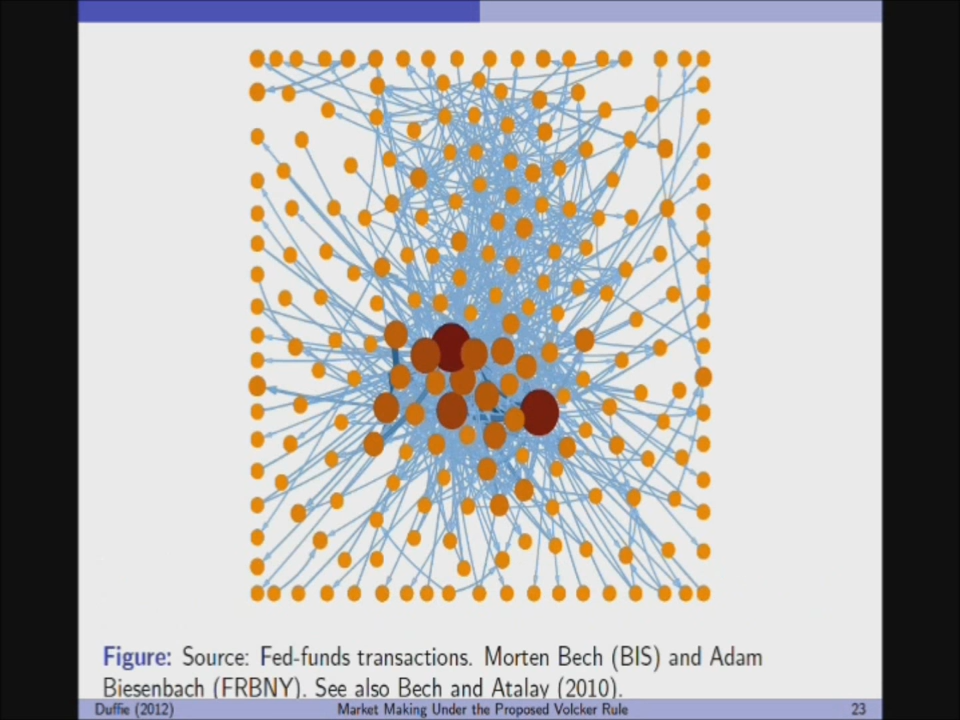 Figure: Source: Fed-funds transactions. Morten Bech (BIS) and Adam
Biesenbach (FRBNY). See also Bech and Atalay (2010).
Duffie (2012) Market Making Under the Proposed Volcker Rule 23